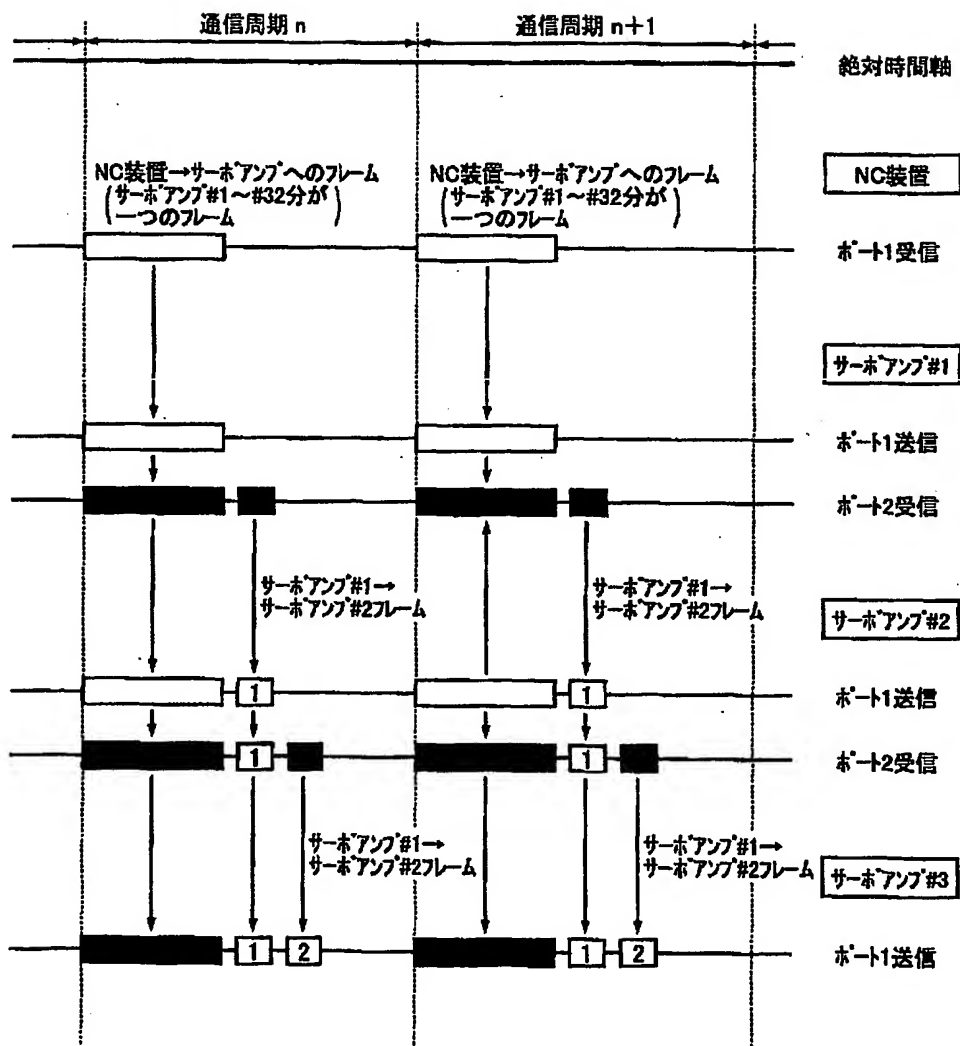 通信周期 n 通信周期 n+1
絶対時間軸
NC装置→サーボアンプへのフレーム
(サーボアンプ#1~#32分が
一つのフレーム)
NC装置→サーボアンプへのフレーム
(サーボアンプ#1~#32分が
一つのフレーム)
NC装置
ポート1受信
サーボアンプ#1
ポート1送信
ポート2受信
サーボアンプ#1→
サーボアンプ#2フレーム
サーボアンプ#1→
サーボアンプ#2フレーム
サーボアンプ#2
1 1
ポート1送信
1 1
ポート2受信
サーボアンプ#1→
サーボアンプ#2フレーム
サーボアンプ#1→
サーボアンプ#2フレーム
サーボアンプ#3
1 2 1 2
ポート1送信